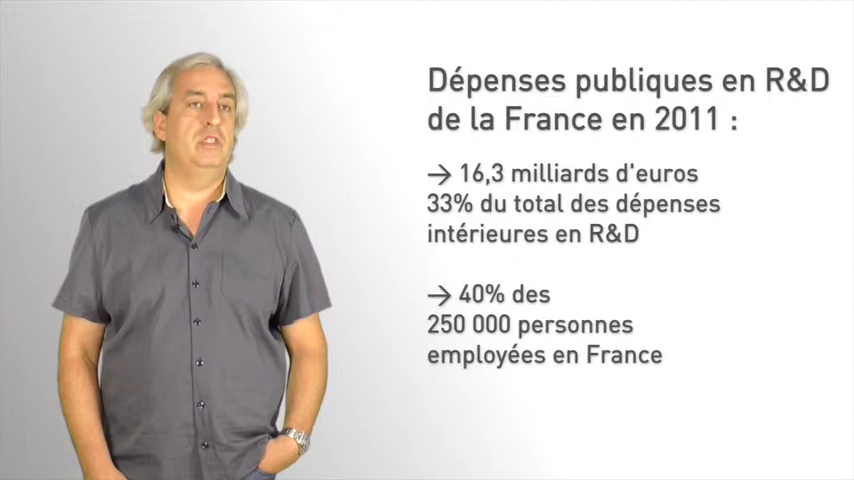 Dépenses publiques en R&D
de la France en 2011 :
→ 16,3 milliards d'euros
33% du total des dépenses
intérieures en R&D
→ 40% des
250 000 personnes
employées en France